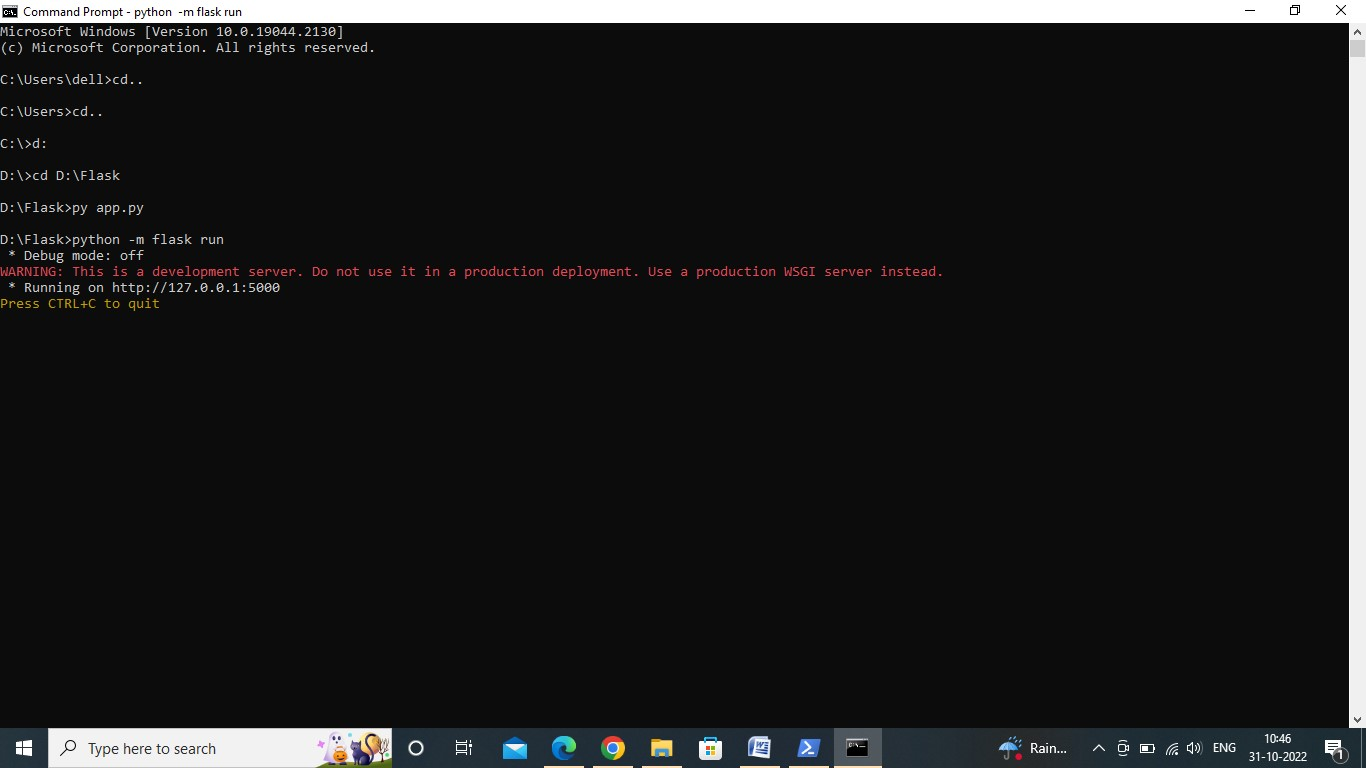 Command Prompt - python  -m flask run
Microsoft Windows [Version 10.0.19044.2130]
(c) Microsoft Corporation. All rights reserved.
C:\Users\dell>cd..
C:\Users>cd..
C:\>d:
D:\>cd D:\Flask
D:\Flask>py app.py
D:\Flask>python -m flask run
 * Debug mode: off
WARNING: This is a development server. Do not use it in a production deployment. Use a production WSGI server instead.
 * Running on http://127.0.0.1:5000
Press CTRL+C to quit
Type here to search
Rain...
ENG
10:46
31-10-2022
1